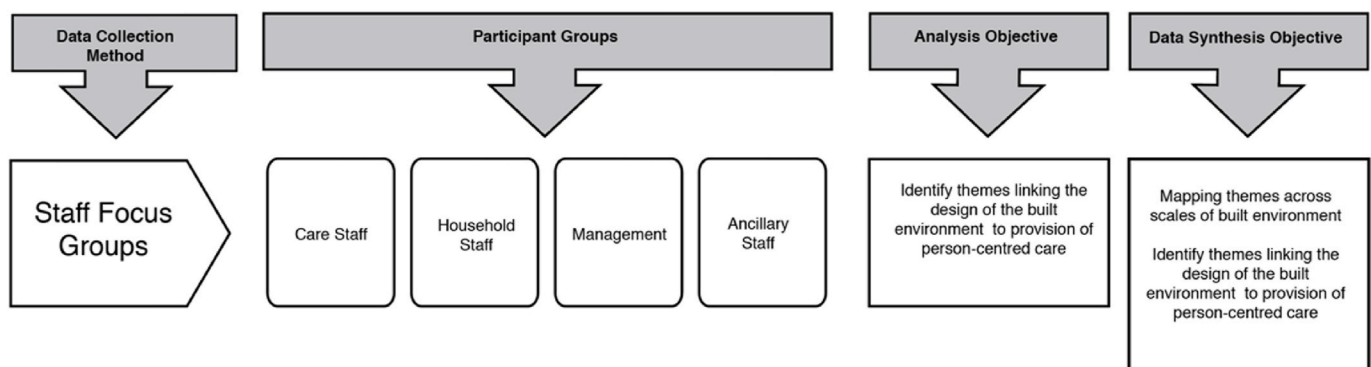 Data Collection
Method
Participant Groups
Analysis Objective
Data Synthesis Objective
Staff Focus
Groups
Care Staff
Household
Staff
Management
Ancillary
Staff
Identify themes linking the
design of the built
environment to provision of
person-centred care
Mapping themes across
scales of built environment
Identify themes linking the
design of the built
environment to provision of
person-centred care